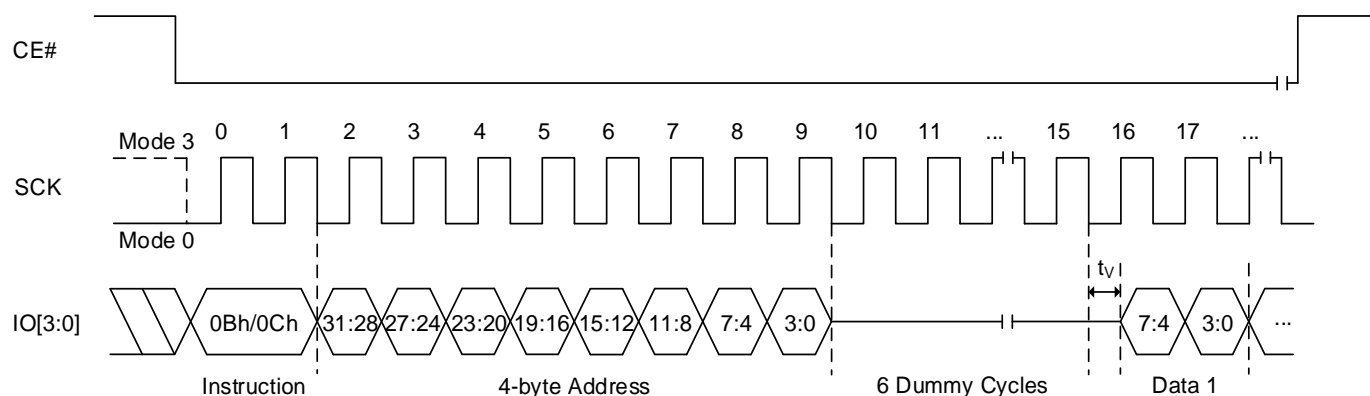 CE#
0 1 2 3 4 5 6 7 8 9 10 11 ... 15 16 17 ...
Mode 3
SCK
Mode 0
tV
IO[3:0] 0Bh/0Ch 31:28 27:24 23:20 19:16 15:12 11:8 7:4 3:0 7:4 3:0 ...
Instruction 4-byte Address 6 Dummy Cycles Data 1